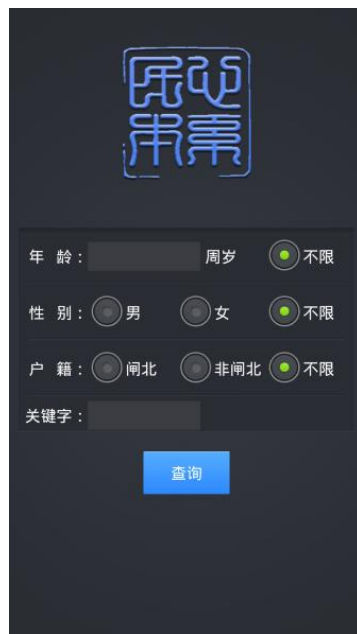 年 龄：周岁 不限
性 别：男 女 不限
户 籍：闸北 非闸北 不限
关键字：
查询